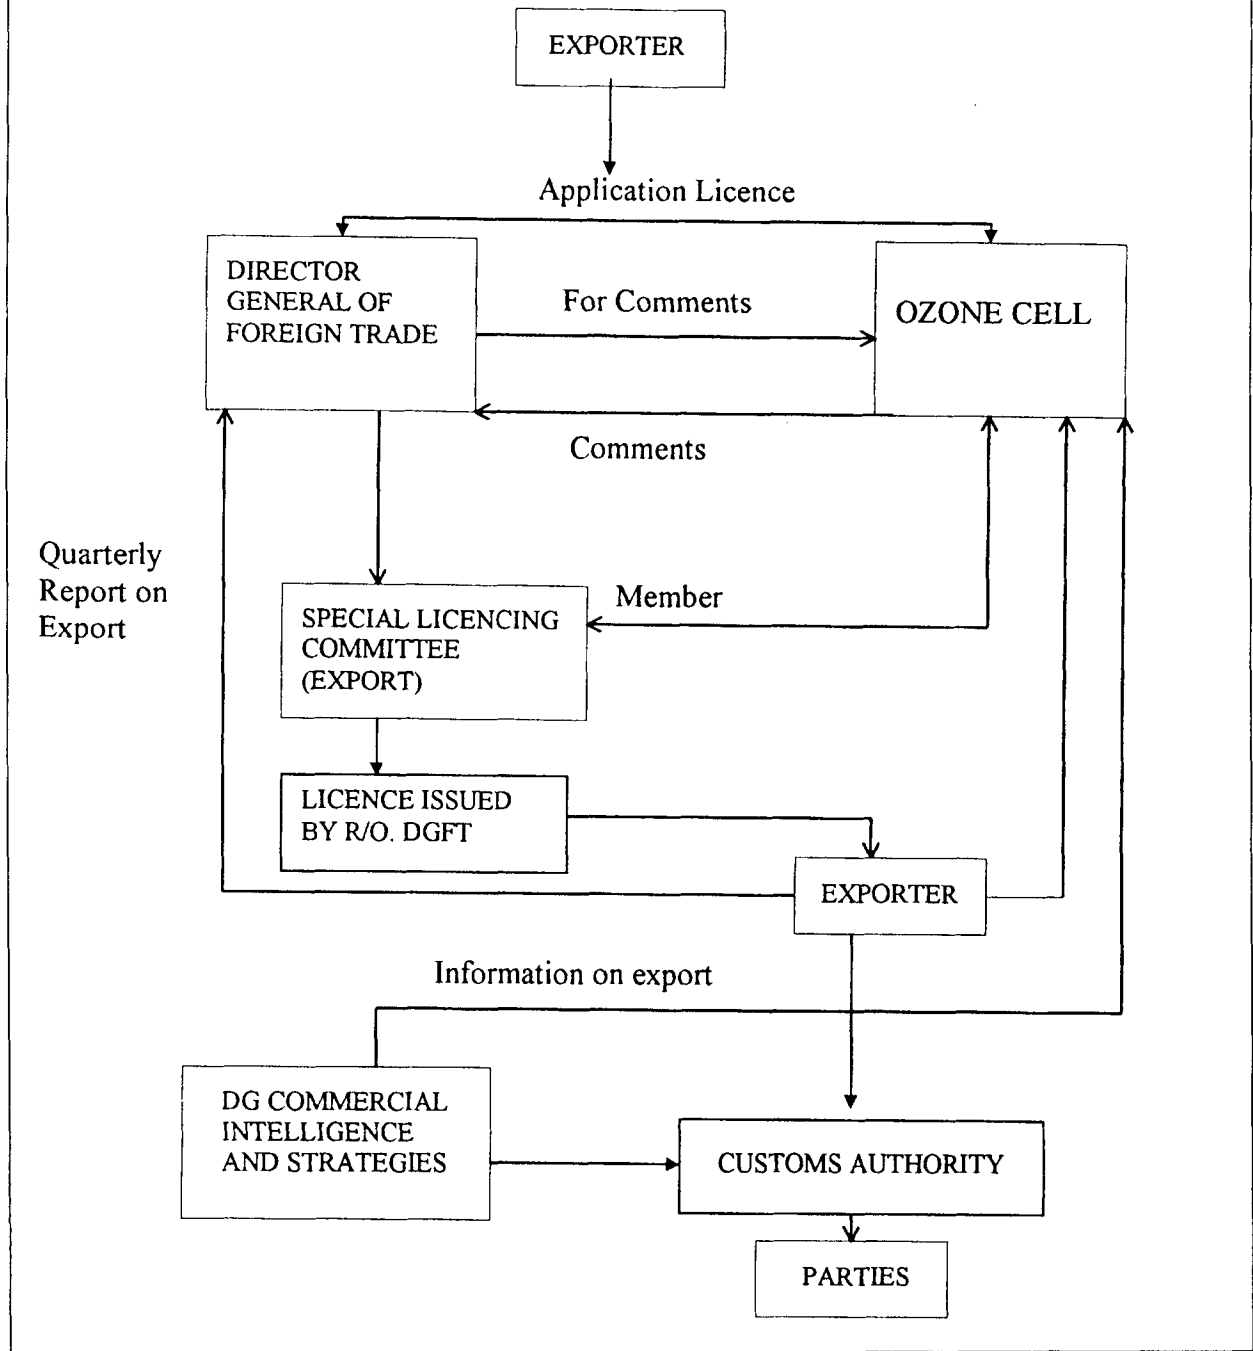 EXPORTER
Application Licence
DIRECTOR
GENERAL OF
FOREIGN TRADE
For Comments
OZONE CELL
Comments
Quarterly
Report on
Export
Member
SPECIAL LICENCING
COMMITTEE
(EXPORT)
LICENCE ISSUED
BY R/O. DGFT
EXPORTER
Information on export
DG COMMERCIAL
INTELLIGENCE
AND STRATEGIES
CUSTOMS AUTHORITY
PARTIES